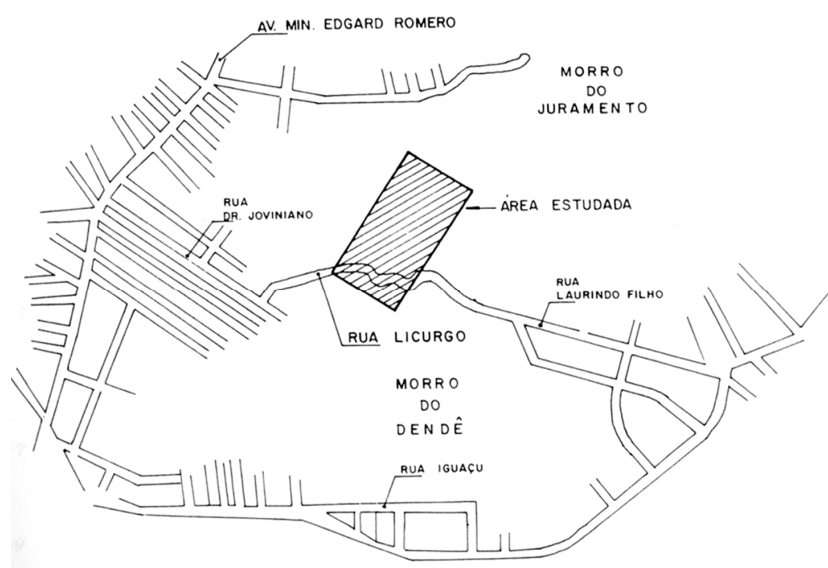 AV. MIN. EDGARD ROMERO
MORRO
DO
JURAMENTO
RUA
DR. JOVINIANO
ÁREA ESTUDADA
RUA
LAURINDO FILHO
RUA LICURGO
MORRO
DO
DENDÊ
RUA IGUAÇU